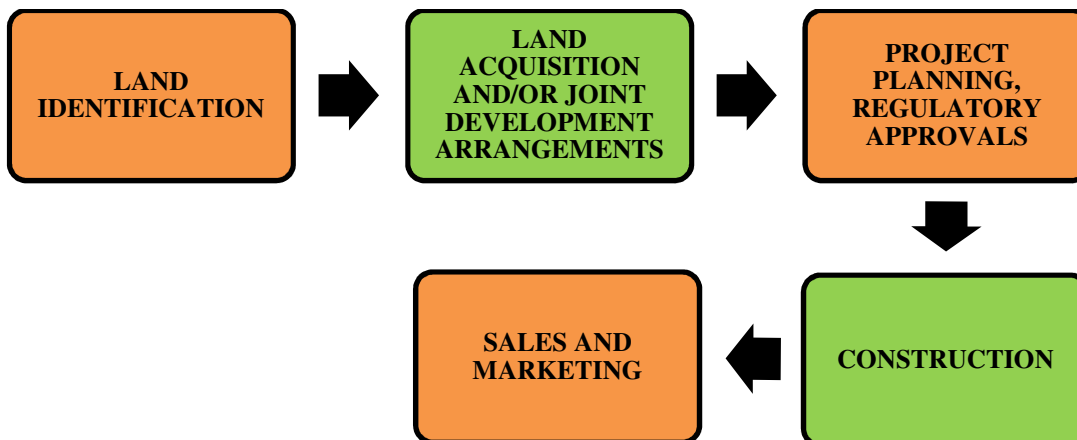 LAND
IDENTIFICATION
LAND
ACQUISITION
AND/OR JOINT
DEVELOPMENT
ARRANGEMENTS
PROJECT
PLANNING,
REGULATORY
APPROVALS
CONSTRUCTION
SALES AND
MARKETING